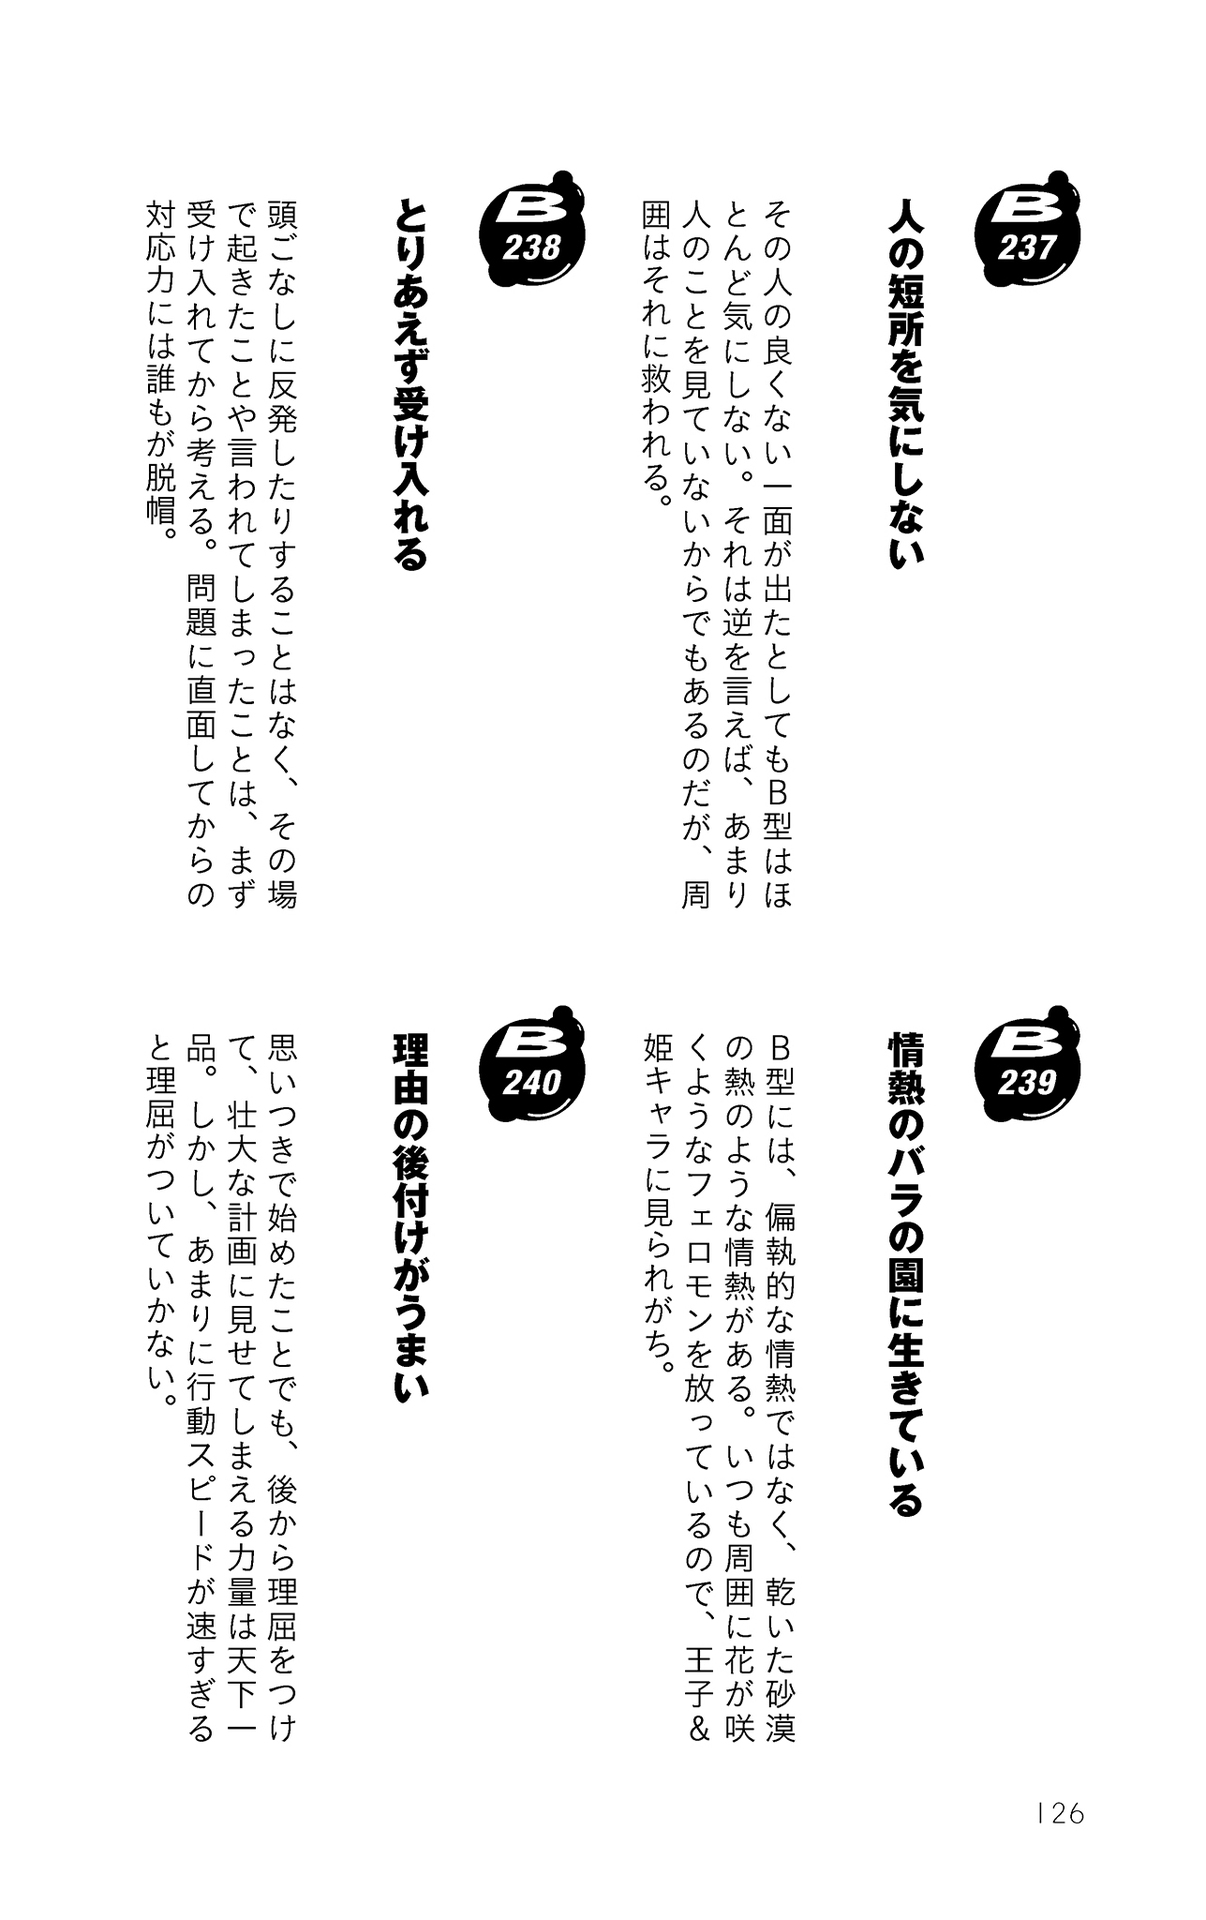 B
237
人の短所を気にしない
その人の良くない一面が出たとしてもB型はほ
とんど気にしない。それは逆を言えば、あまり
人のことを見ていないからでもあるのだが、周
囲はそれに救われる。
B
238
とりあえず受け入れる
頭ごなしに反発したりすることはなく、その場
で起きたことや言われてしまったことは、まず
受け入れてから考える。問題に直面してからの
対応力には誰もが脱帽。
B
239
情熱のバラの園に生きている
B型には、偏執的な情熱ではなく、乾いた砂漠
の熱のような情熱がある。いつも周囲に花が咲
くようなフェロモンを放っているので、王子&
姫キャラに見られがち。
B
240
理由の後付けがうまい
思いつきで始めたことでも、後から理屈をつけ
て、壮大な計画に見せてしまえる力量は天下一
品。しかし、あまりに行動スピードが速すぎる
と理屈がついていかない。
126